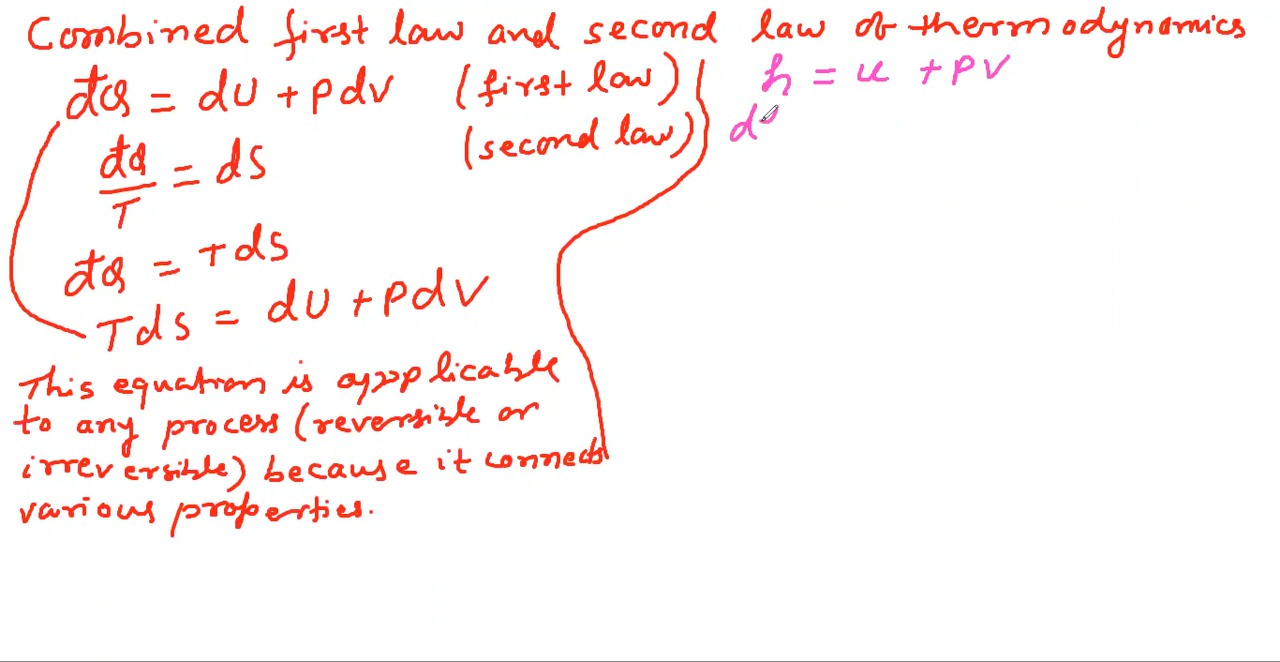 Combined first law and second law of thermodynamics
dQ = dU + PdV (first law)
(second law)
dQ/T = dS
dQ = TdS
TdS = dU + PdV
This equation is applicable
to any process (reversible or
irreversible) because it connects
various properties.
h = u + PV
d